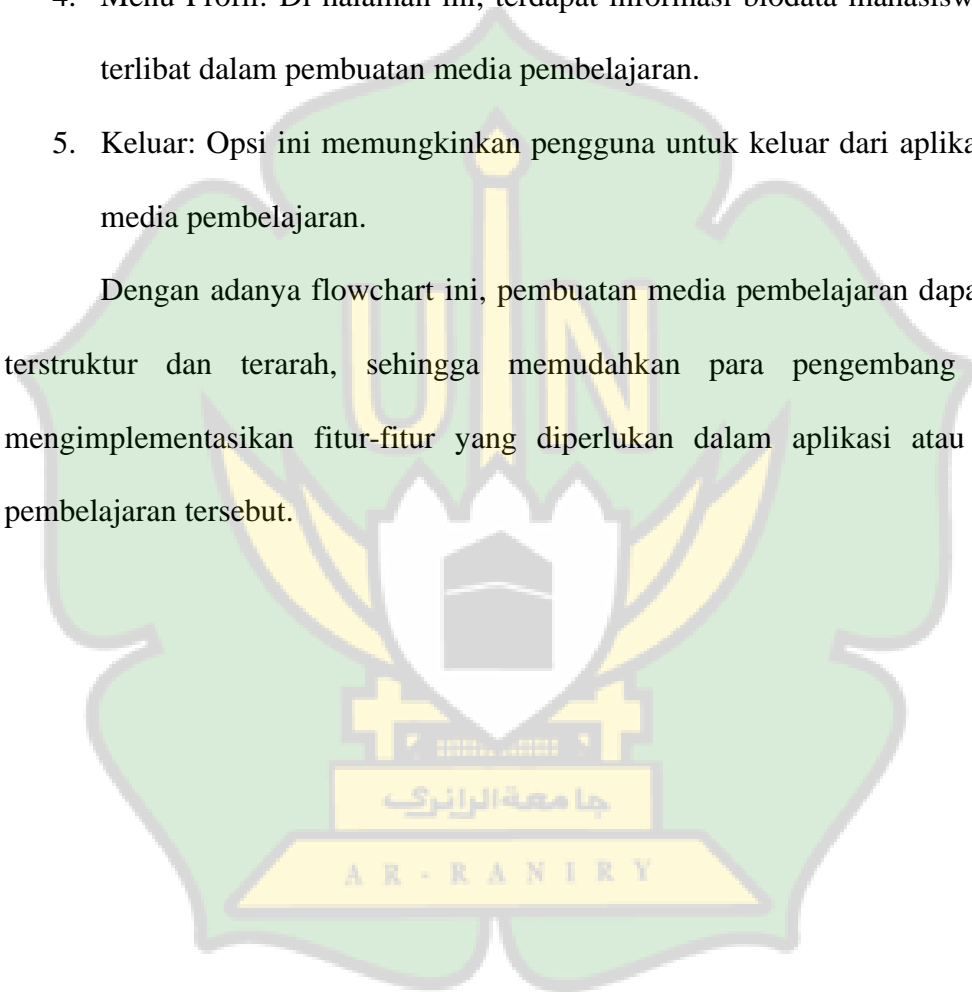 4. Menu Profil: Di halaman ini, terdapat informasi biodata mahasisw
terlibat dalam pembuatan media pembelajaran.
5. Keluar: Opsi ini memungkinkan pengguna untuk keluar dari aplika
media pembelajaran.
Dengan adanya flowchart ini, pembuatan media pembelajaran dapa
terstruktur dan terarah, sehingga memudahkan para pengembang
mengimplementasikan fitur-fitur yang diperlukan dalam aplikasi atau
pembelajaran tersebut.
UIN
جامعة الرانري
AR-RANIRY